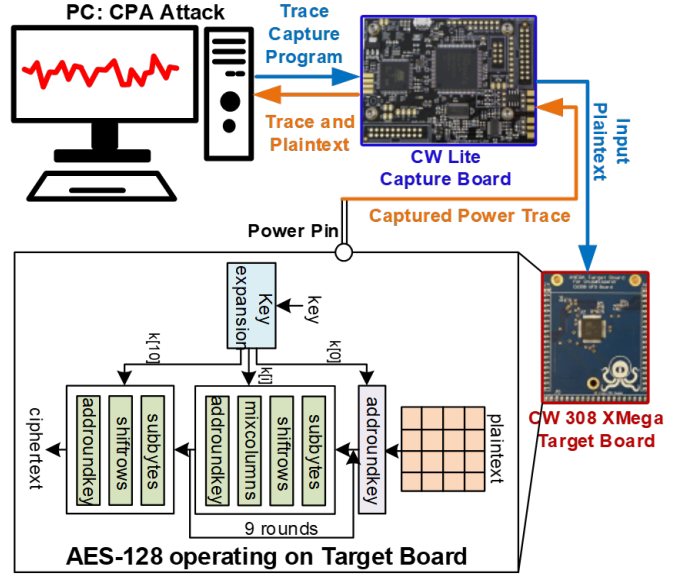 PC: CPA Attack
Trace
Capture
Program
Trace and
Plaintext
CW Lite
Capture Board
Input
Plaintext
Captured Power Trace
Power Pin
Key
expansion
key
k[10]
k[i]
k[0]
ciphertext
addroundkey
shiftrows
subbytes
addroundkey
mixcolumns
shiftrows
subbytes
addroundkey
plaintext
9 rounds
CW 308 XMega
Target Board
AES-128 operating on Target Board